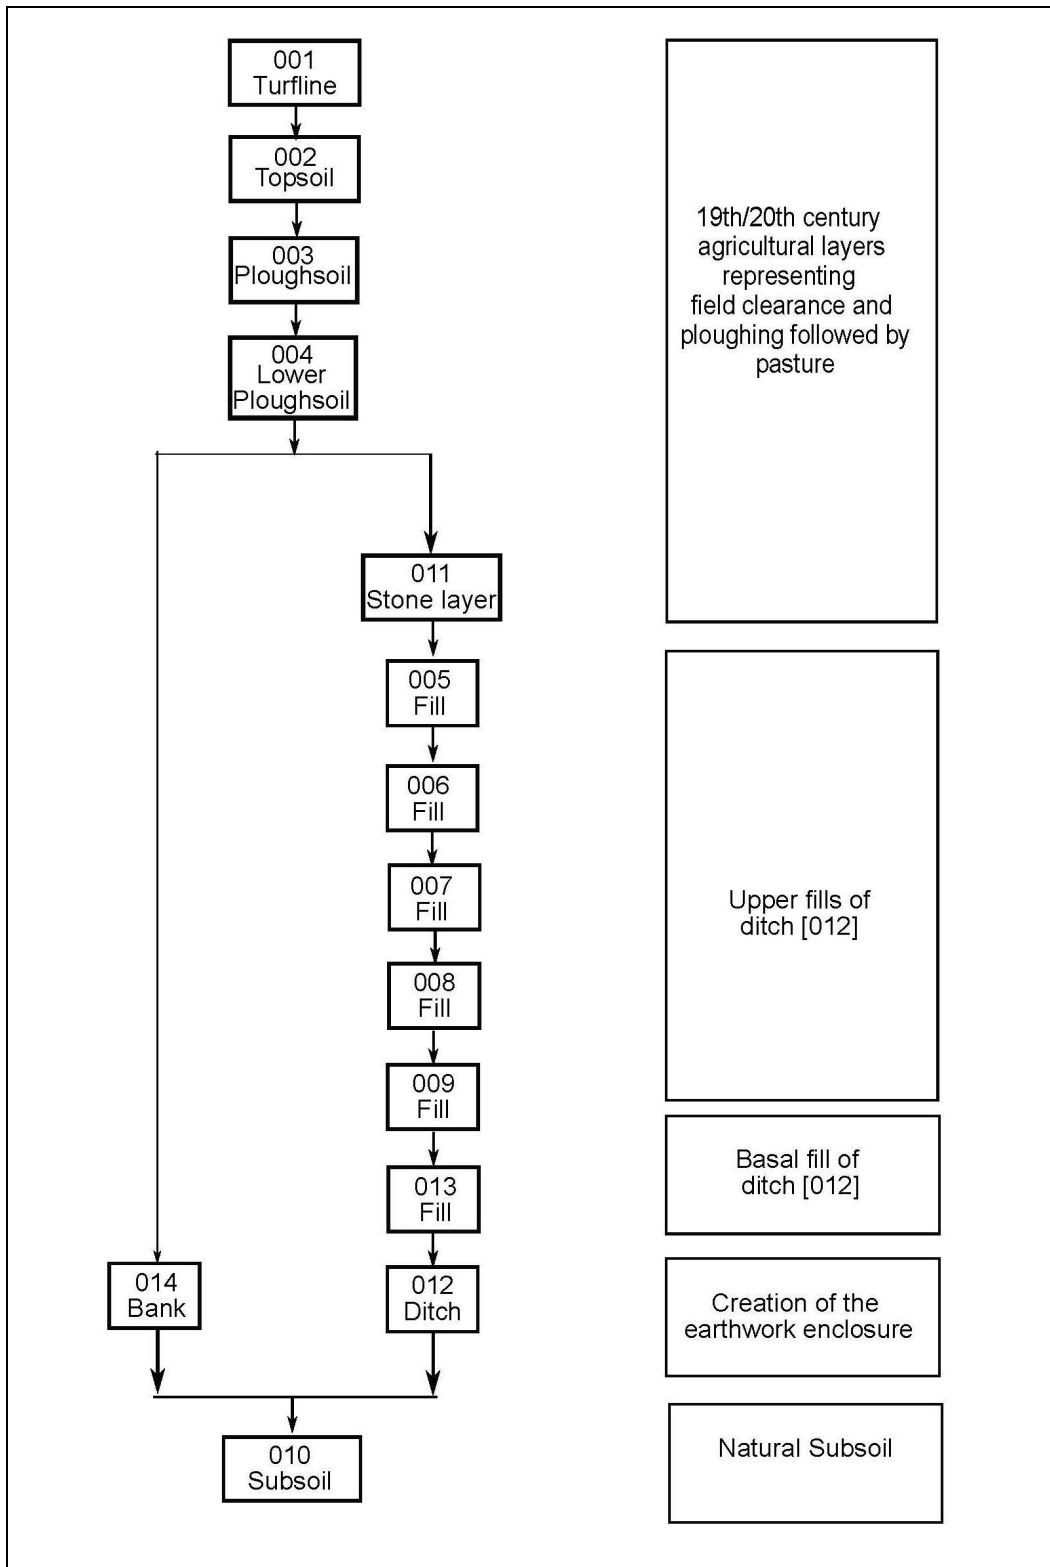 001
Turfline
002
Topsoil
003
Ploughsoil
004
Lower
Ploughsoil
011
Stone layer
005
Fill
006
Fill
007
Fill
008
Fill
009
Fill
013
Fill
014
Bank
012
Ditch
010
Subsoil
19th/20th century
agricultural layers
representing
field clearance and
ploughing followed by
pasture
Upper fills of
ditch [012]
Basal fill of
ditch [012]
Creation of the
earthwork enclosure
Natural Subsoil